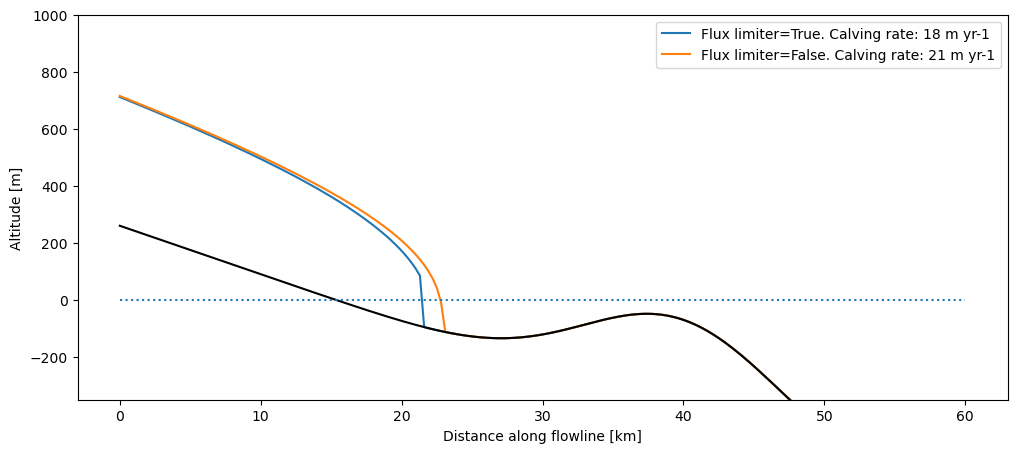 1000
800
600
400
200
0
−200
Altitude [m]
Flux limiter=True. Calving rate: 18 m yr-1
Flux limiter=False. Calving rate: 21 m yr-1
0 10 20 30 40 50 60
Distance along flowline [km]